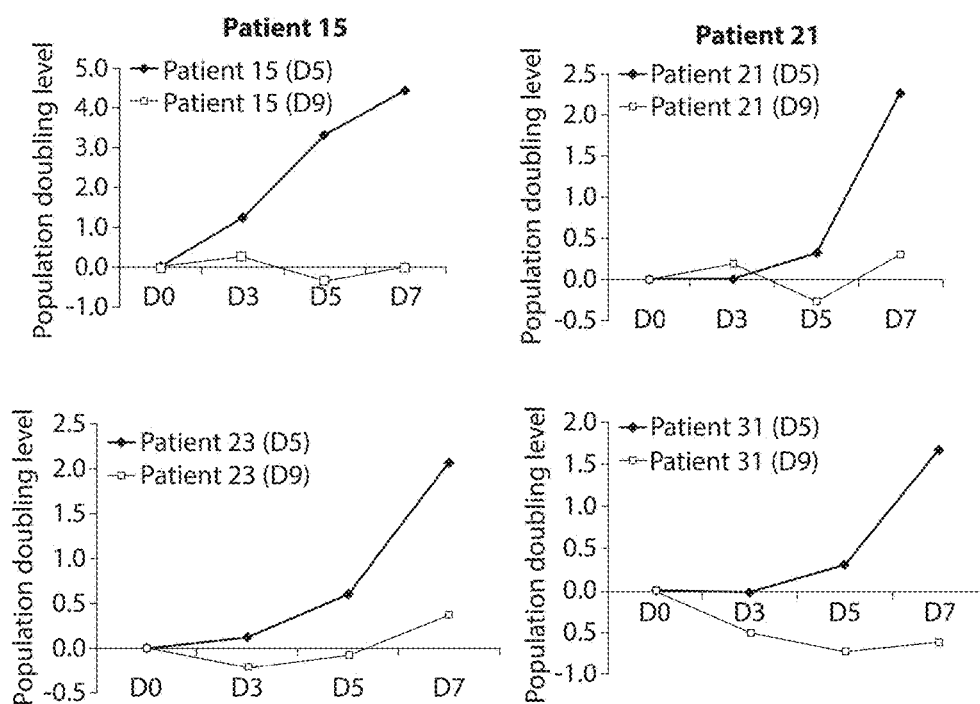 Patient 15
Population doubling level
5.0
4.0
3.0
2.0
1.0
0.0
-1.0
Patient 15 (D5)
Patient 15 (D9)
D0 D3 D5 D7
Patient 21
Population doubling level
2.5
2.0
1.5
1.0
0.5
0.0
-0.5
Patient 21 (D5)
Patient 21 (D9)
D0 D3 D5 D7
Population doubling level
2.5
2.0
1.5
1.0
0.5
0.0
-0.5
Patient 23 (D5)
Patient 23 (D9)
D0 D3 D5 D7
Population doubling level
2.0
1.5
1.0
0.5
0.0
0.5
-1.0
Patient 31 (D5)
Patient 31 (D9)
D0 D3 D5 D7